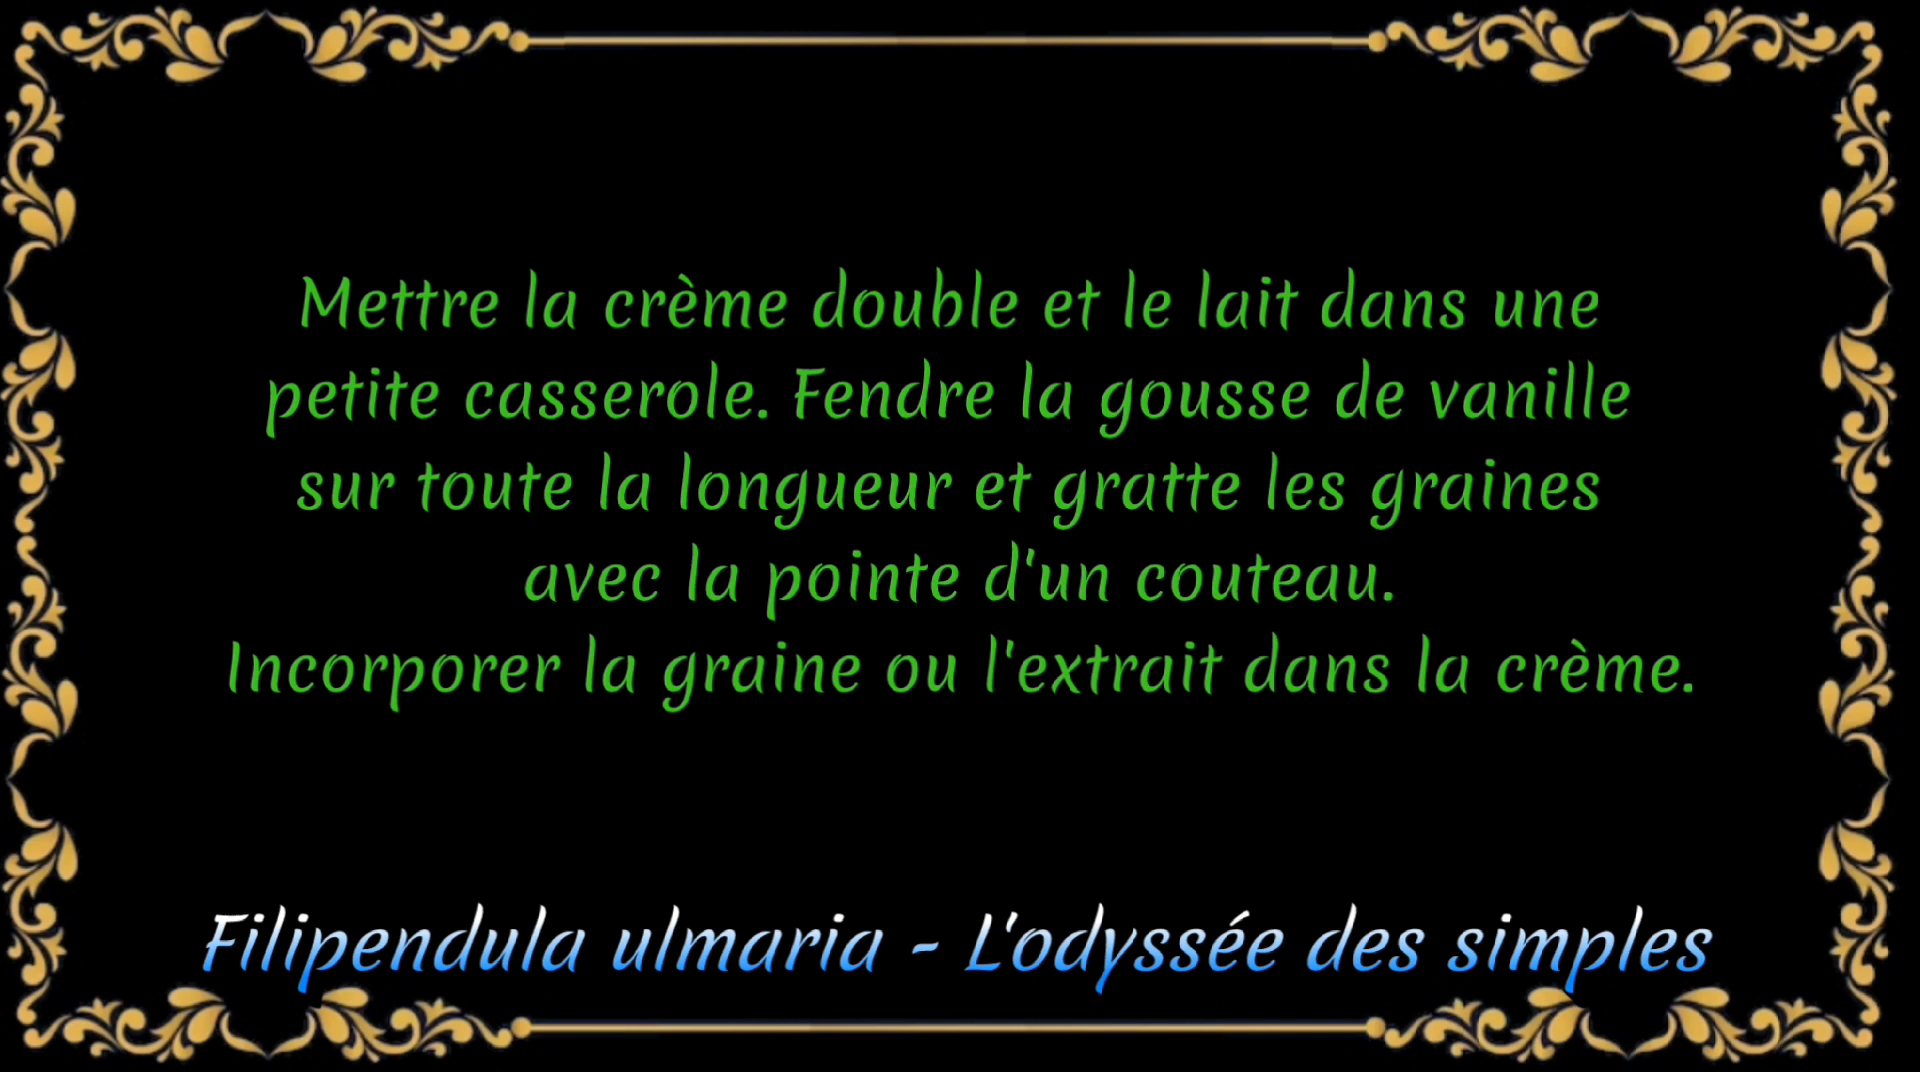 Mettre la crème double et le lait dans une
petite casserole. Fendre la gousse de vanille
sur toute la longueur et gratte les graines
avec la pointe d'un couteau.
Incorporer la graine ou l'extrait dans la crème.
Filipendula ulmaria - L'odyssée des simples